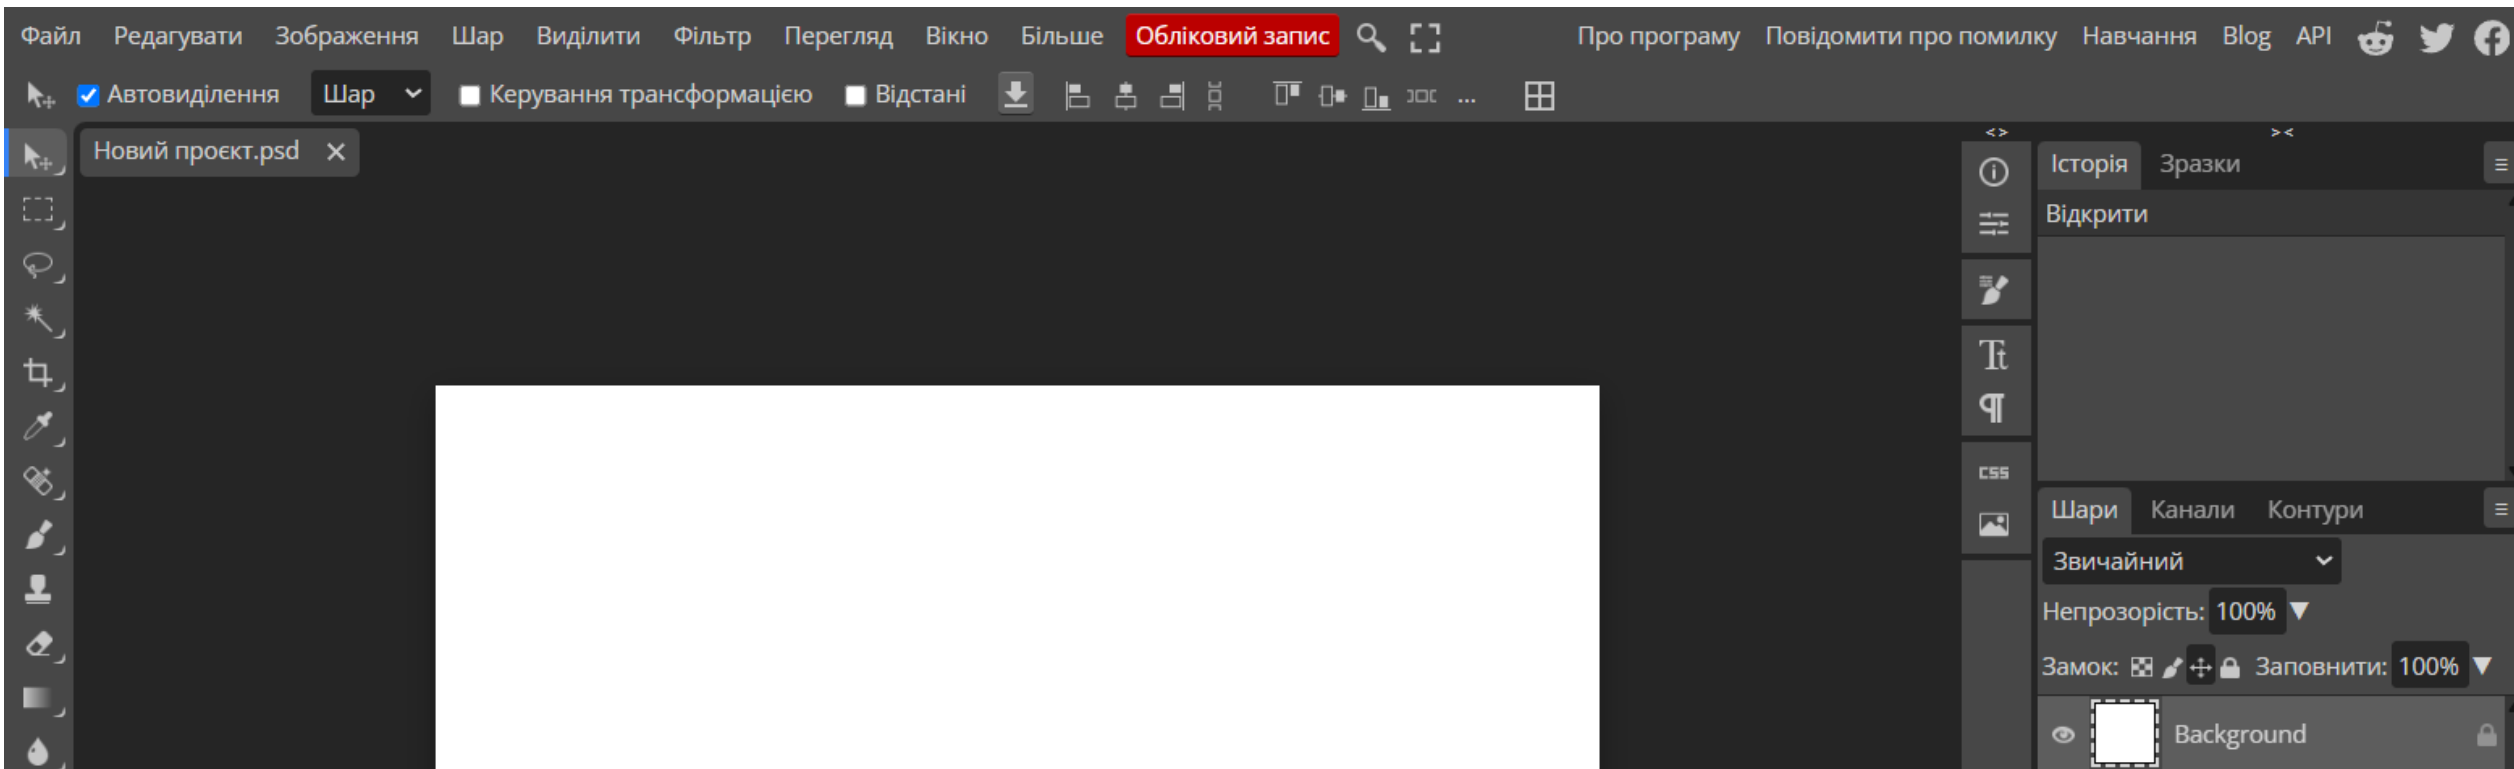 Файл Редагувати Зображення Шар Виділити Фільтр Перегляд Вікно Більше Обліковий запис Про програму Повідомити про помилку Навчання Blog API
Автовиділення Шар Керування трансформацією Відстані ...
Новий проєкт.psd
<> ><
Історія Зразки
Відкрити
Tt
¶
CSS
Шари Канали Контури
Звичайний
Непрозорість: 100%
Замок: Заповнити: 100%
Background